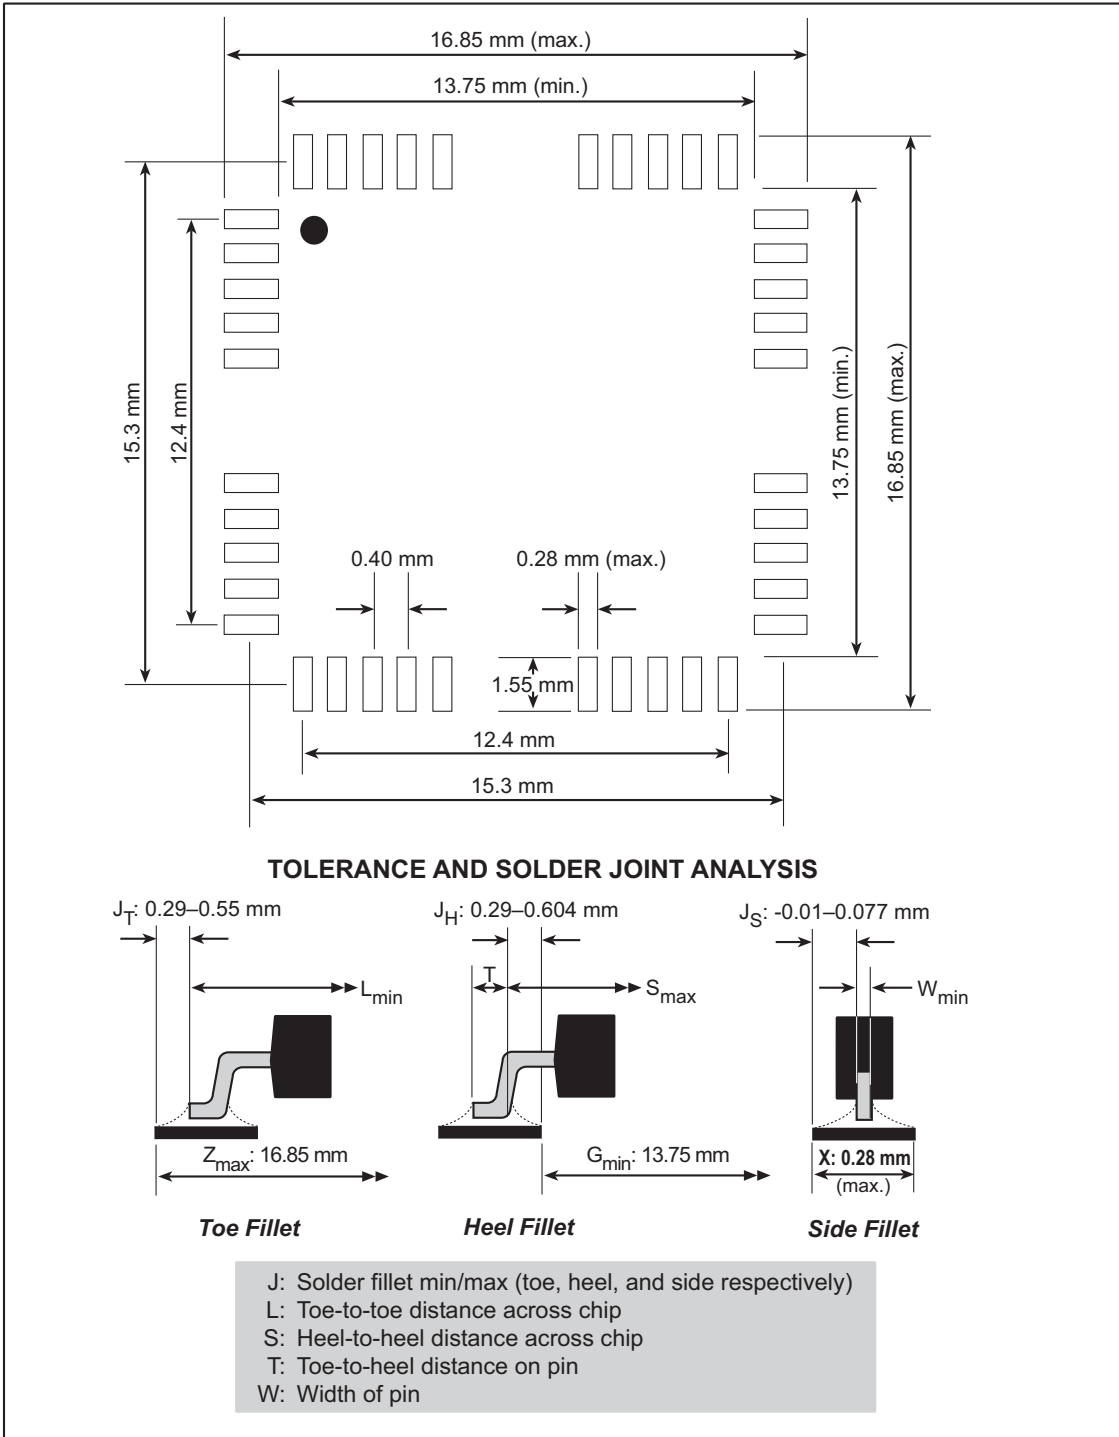 16.85 mm (max.)
13.75 mm (min.)
15.3 mm
12.4 mm
13.75 mm (min.)
16.85 mm (max.)
0.40 mm
0.28 mm (max.)
1.55 mm
12.4 mm
15.3 mm
TOLERANCE AND SOLDER JOINT ANALYSIS
JT: 0.29–0.55 mm
JH: 0.29–0.604 mm
JS: -0.01–0.077 mm
Lmin
T
Smax
Wmin
Zmax: 16.85 mm
Gmin: 13.75 mm
X: 0.28 mm
(max.)
Toe Fillet
Heel Fillet
Side Fillet
J: Solder fillet min/max (toe, heel, and side respectively)
L: Toe-to-toe distance across chip
S: Heel-to-heel distance across chip
T: Toe-to-heel distance on pin
W: Width of pin